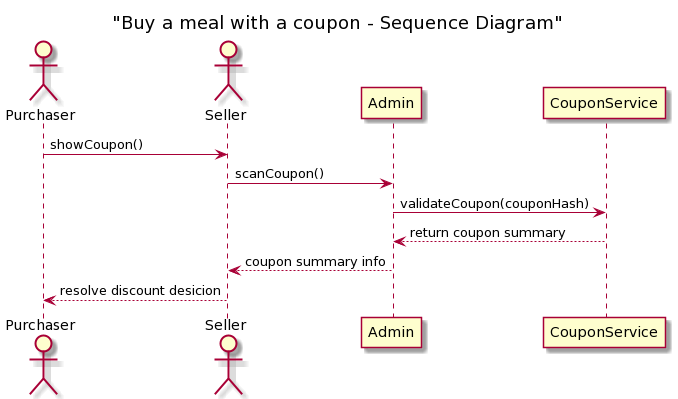 "Buy a meal with a coupon - Sequence Diagram"
Purchaser
Seller
Admin
CouponService
showCoupon()
scanCoupon()
validateCoupon(couponHash)
return coupon summary
coupon summary info
resolve discount desicion
Purchaser
Seller
Admin
CouponService